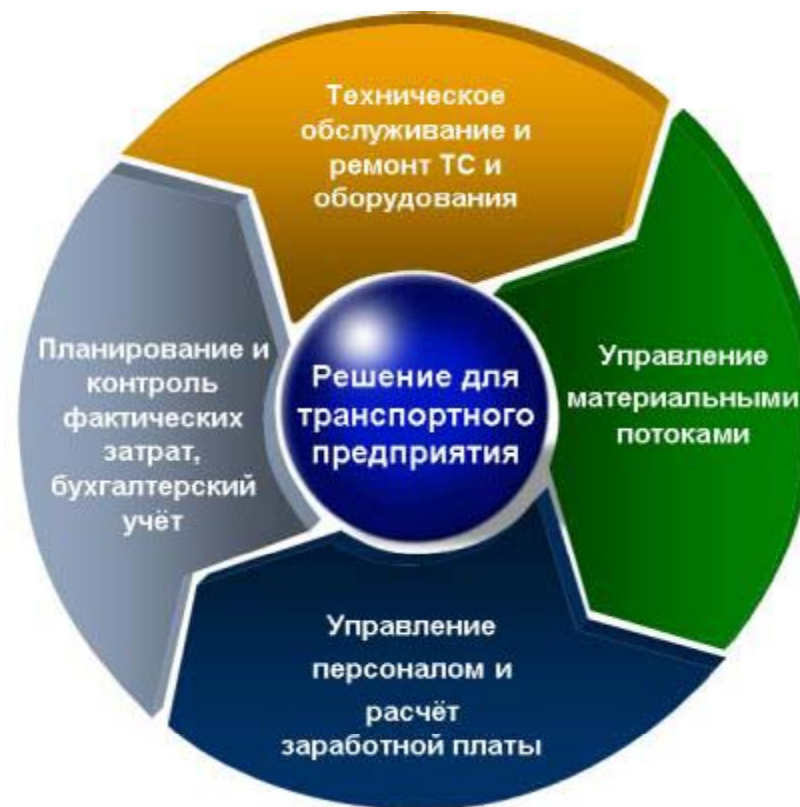 Техническое
обслуживание и
ремонт ТС и
оборудования
Управление
материальными
потоками
Управление
персоналом и
расчёт
заработной платы
Планирование и
контроль
фактических
затрат,
бухгалтерский
учёт
Решение для
транспортного
предприятия